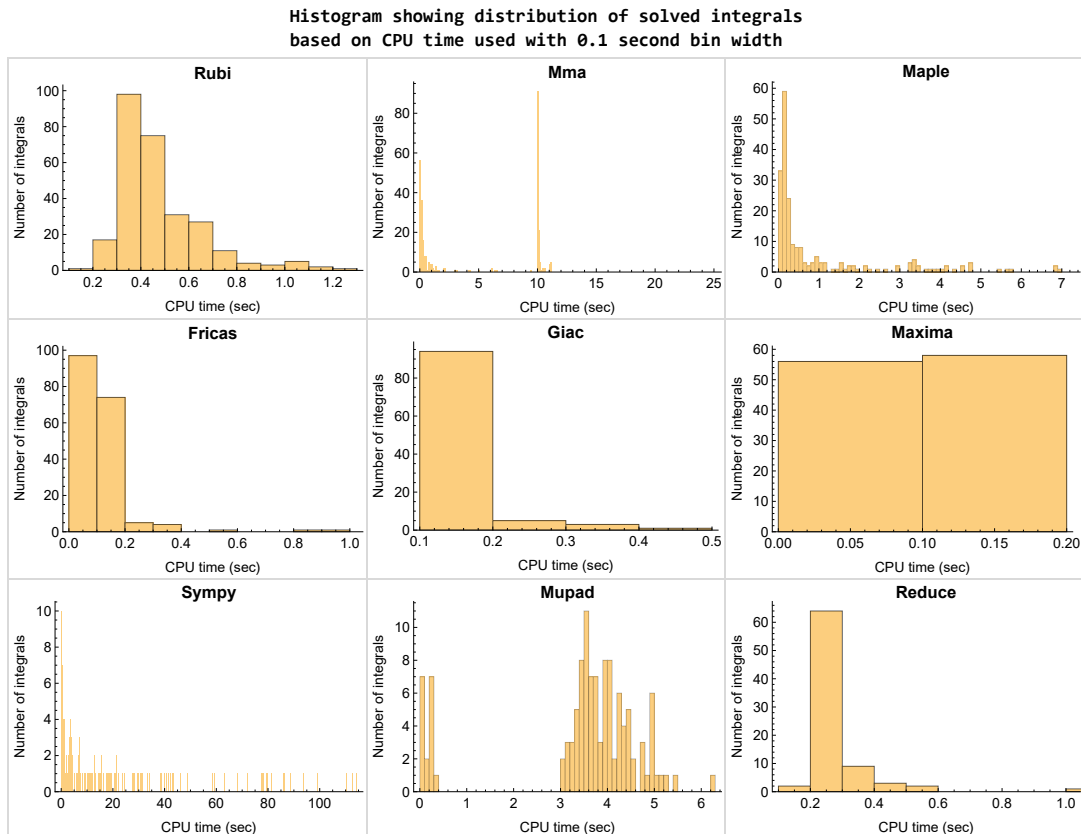 Histogram showing distribution of solved integrals
based on CPU time used with 0.1 second bin width
Rubi
Number of integrals
100
80
60
40
20
0
0.2 0.4 0.6 0.8 1.0 1.2
CPU time (sec)
Mma
Number of integrals
80
60
40
20
0
0 5 10 15 20 25
CPU time (sec)
Maple
Number of integrals
60
50
40
30
20
10
0
0 1 2 3 4 5 6 7
CPU time (sec)
Fricas
Number of integrals
100
80
60
40
20
0
0.0 0.2 0.4 0.6 0.8 1.0
CPU time (sec)
Giac
Number of integrals
80
60
40
20
0
0.1 0.2 0.3 0.4 0.5
CPU time (sec)
Maxima
Number of integrals
60
50
40
30
20
10
0
0.00 0.05 0.10 0.15 0.20
CPU time (sec)
Sympy
Number of integrals
10
8
6
4
2
0
0 20 40 60 80 100
CPU time (sec)
Mupad
Number of integrals
10
8
6
4
2
0
0 1 2 3 4 5 6
CPU time (sec)
Reduce
Number of integrals
60
50
40
30
20
10
0
0.2 0.4 0.6 0.8 1.0
CPU time (sec)